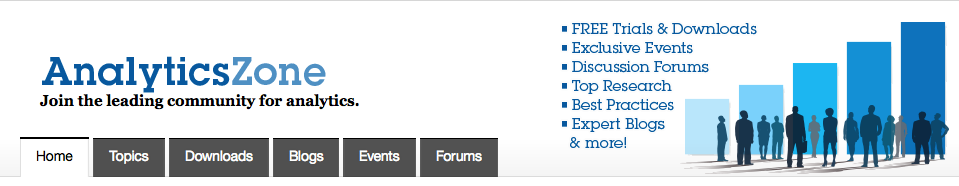 AnalyticsZone
Join the leading community for analytics.
Home Topics Downloads Blogs Events Forums
FREE Trials & Downloads
Exclusive Events
Discussion Forums
Top Research
Best Practices
Expert Blogs
& more!